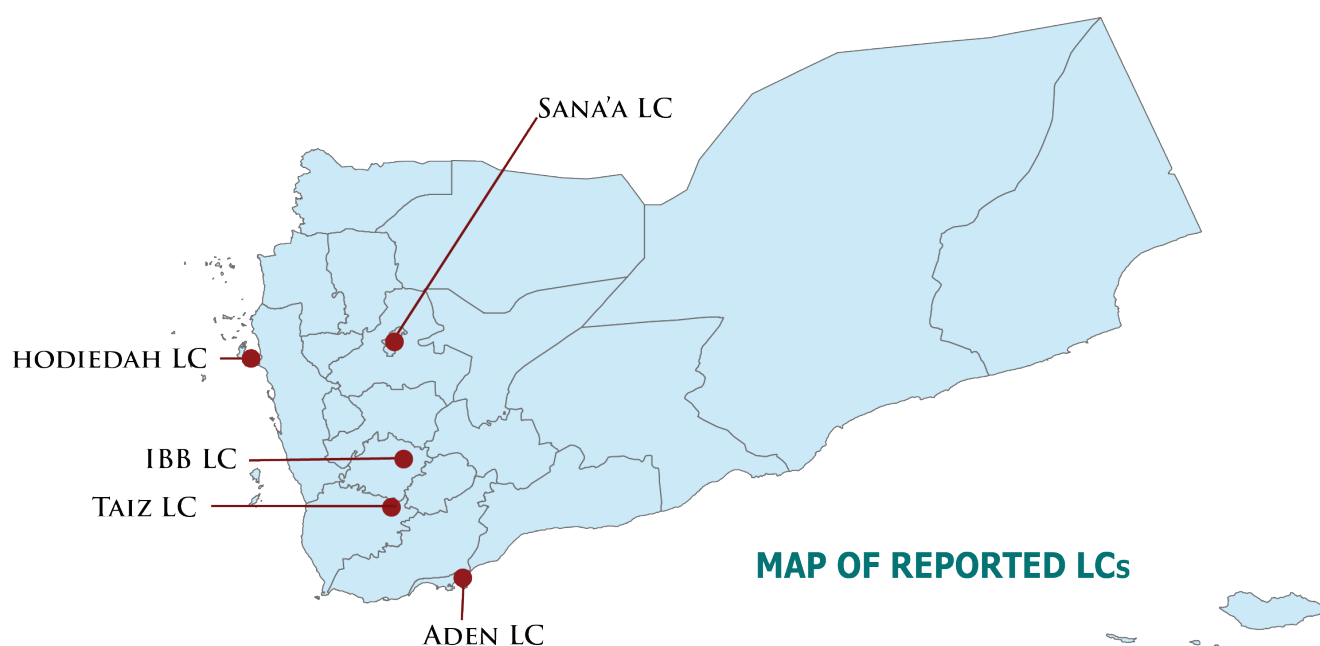 Sana'a LC
hodiedah LC
IBB LC
Taiz LC
MAP OF REPORTED LCs
Aden LC